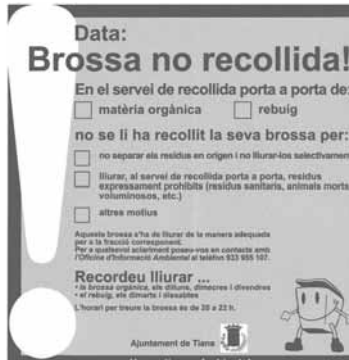 Data:
Brossa no recollida!
En el servei de recollida porta a porta de:
matèria orgànica
rebuig
no se li ha recollit la seva brossa per:
no separar els residus en origen i no lliurar-los selectivament
lliurar, al servei de recollida porta a porta, residus
expressament prohibits (residus sanitaris, animals morts,
voluminosos, etc.)
altres motius
Aquesta brossa s'ha de lliurar de la manera adequada
per a la fracció corresponent.
Per a qualsevol aclariment poseu-vos en contacte amb
l'Oficina d'Informació Ambiental al telèfon 933 955 107.
Recordeu lliurar ...
• la brossa orgànica, els dilluns, dimecres i divendres
• el rebuig, els dimarts i dissabtes
L'horari per treure la brossa és de 20 a 22 h.
Ajuntament de Tiana